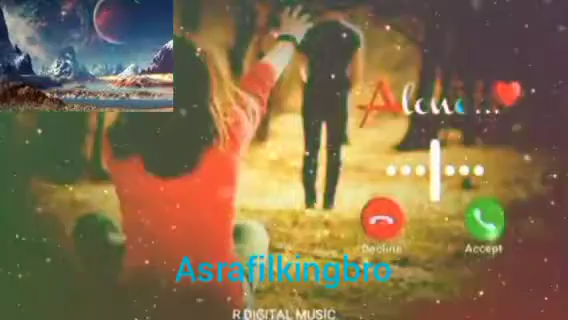 Alone...
Decline
Accept
Asrafilkingbro
R DIGITAL MUSIC